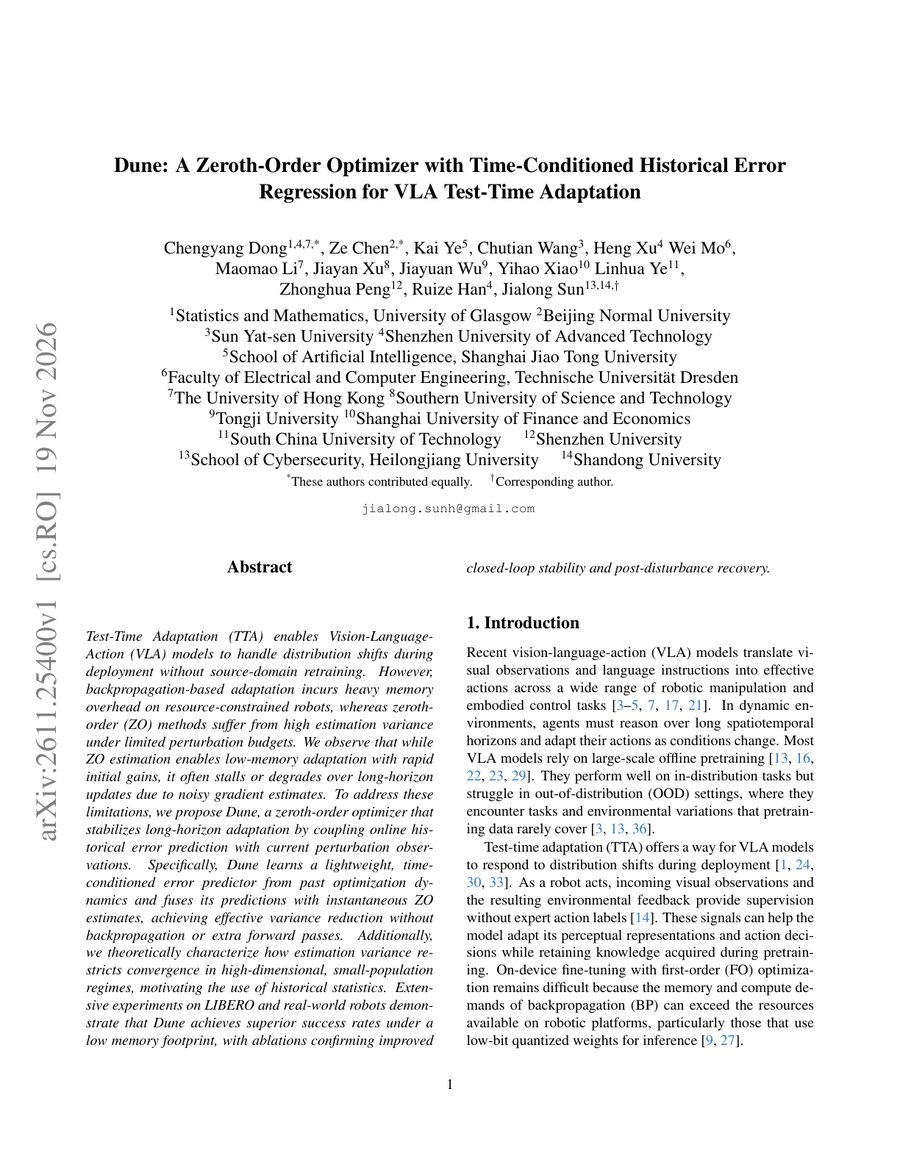 Dune: A Zeroth-Order Optimizer with Time-Conditioned Historical Error
Regression for VLA Test-Time Adaptation
Chengyang Dong1,4,7,*, Ze Chen2,*, Kai Ye5, Chutian Wang3, Heng Xu4 Wei Mo6,
Maomao Li7, Jiayan Xu8, Jiayuan Wu9, Yihao Xiao10 Linhua Ye11,
Zhonghua Peng12, Ruize Han4, Jialong Sun13,14,†
1Statistics and Mathematics, University of Glasgow 2Beijing Normal University
3Sun Yat-sen University 4Shenzhen University of Advanced Technology
5School of Artificial Intelligence, Shanghai Jiao Tong University
6Faculty of Electrical and Computer Engineering, Technische Universität Dresden
7The University of Hong Kong 8Southern University of Science and Technology
9Tongji University 10Shanghai University of Finance and Economics
11South China University of Technology 12Shenzhen University
13School of Cybersecurity, Heilongjiang University 14Shandong University
*These authors contributed equally. †Corresponding author.
jialong.sunh@gmail.com
arXiv:2611.25400v1 [cs.RO] 19 Nov 2026
Abstract
Test-Time Adaptation (TTA) enables Vision-Language-
Action (VLA) models to handle distribution shifts during
deployment without source-domain retraining. However,
backpropagation-based adaptation incurs heavy memory
overhead on resource-constrained robots, whereas zeroth-
order (ZO) methods suffer from high estimation variance
under limited perturbation budgets. We observe that while
ZO estimation enables low-memory adaptation with rapid
initial gains, it often stalls or degrades over long-horizon
updates due to noisy gradient estimates. To address these
limitations, we propose Dune, a zeroth-order optimizer that
stabilizes long-horizon adaptation by coupling online his-
torical error prediction with current perturbation obser-
vations. Specifically, Dune learns a lightweight, time-
conditioned error predictor from past optimization dy-
namics and fuses its predictions with instantaneous ZO
estimates, achieving effective variance reduction without
backpropagation or extra forward passes. Additionally,
we theoretically characterize how estimation variance re-
stricts convergence in high-dimensional, small-population
regimes, motivating the use of historical statistics. Exten-
sive experiments on LIBERO and real-world robots demon-
strate that Dune achieves superior success rates under a
low memory footprint, with ablations confirming improved
closed-loop stability and post-disturbance recovery.
1. Introduction
Recent vision-language-action (VLA) models translate vi-
sual observations and language instructions into effective
actions across a wide range of robotic manipulation and
embodied control tasks [3–5, 7, 17, 21]. In dynamic en-
vironments, agents must reason over long spatiotemporal
horizons and adapt their actions as conditions change. Most
VLA models rely on large-scale offline pretraining [13, 16,
22, 23, 29]. They perform well on in-distribution tasks but
struggle in out-of-distribution (OOD) settings, where they
encounter tasks and environmental variations that pretrain-
ing data rarely cover [3, 13, 36].
Test-time adaptation (TTA) offers a way for VLA models
to respond to distribution shifts during deployment [1, 24,
30, 33]. As a robot acts, incoming visual observations and
the resulting environmental feedback provide supervision
without expert action labels [14]. These signals can help the
model adapt its perceptual representations and action deci-
sions while retaining knowledge acquired during pretrain-
ing. On-device fine-tuning with first-order (FO) optimiza-
tion remains difficult because the memory and compute de-
mands of backpropagation (BP) can exceed the resources
available on robotic platforms, particularly those that use
low-bit quantized weights for inference [9, 27].
1